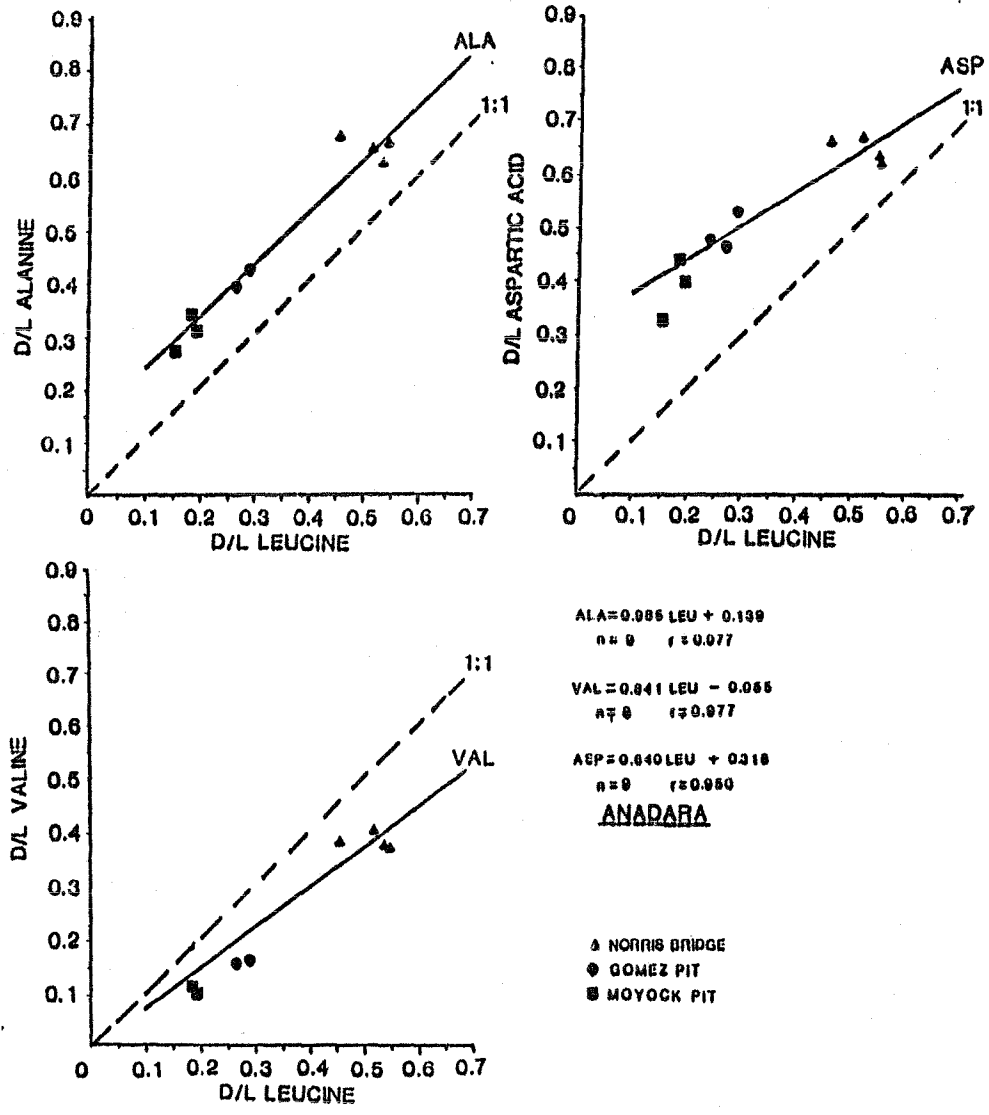 0.9
0.8
0.7
0.6
0.5
0.4
0.3
0.2
0.1
D/L ALANINE
ALA
1:1
0 0.1 0.2 0.3 0.4 0.5 0.6 0.7
D/L LEUCINE
0.9
0.8
0.7
0.6
0.5
0.4
0.3
0.2
0.1
D/L ASPARTIC ACID
ASP
1:1
0 0.1 0.2 0.3 0.4 0.5 0.6 0.7
D/L LEUCINE
0.9
0.8
0.7
0.6
0.5
0.4
0.3
0.2
0.1
D/L VALINE
1:1
VAL
0 0.1 0.2 0.3 0.4 0.5 0.6 0.7
D/L LEUCINE
ALA= LEU + 0.139
n= 9 r=0.977
VAL=0.841 LEU -
r=0.977
ASP=0.640 LEU +
n=9 r=0.950
ANADARA
NORRIS BRIDGE
GOMEZ PIT
MOYOCK PIT